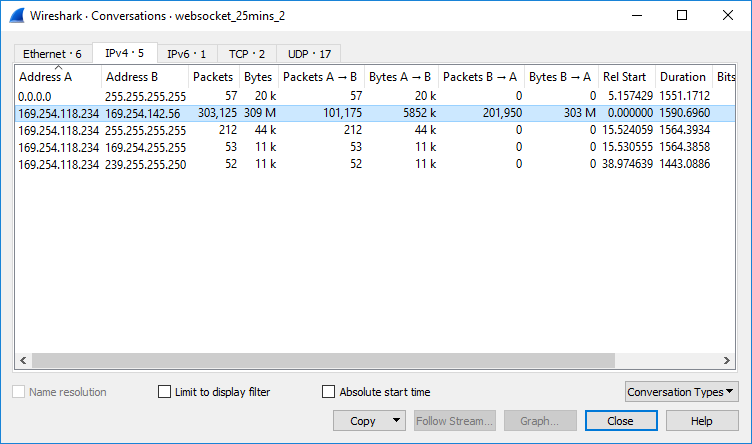 Wireshark · Conversations · websocket_25mins_2
Ethernet · 6 IPv4 · 5 IPv6 · 1 TCP · 2 UDP · 17
Address A Address B Packets Bytes Packets A → B Bytes A → B Packets B → A Bytes B → A Rel Start Duration Bits
0.0.0.0 255.255.255.255 57 20 k 57 20 k 0 0 5.157429 1551.1712
169.254.118.234 169.254.142.56 303,125 309 M 101,175 5852 k 201,950 303 M 0.000000 1590.6960
169.254.118.234 255.255.255.255 212 44 k 212 44 k 0 0 15.524059 1564.3934
169.254.118.234 169.254.255.255 53 11 k 53 11 k 0 0 15.530555 1564.3858
169.254.118.234 239.255.255.250 52 11 k 52 11 k 0 0 38.974639 1443.0886
Name resolution Limit to display filter Absolute start time Conversation Types
Copy Follow Stream... Graph... Close Help